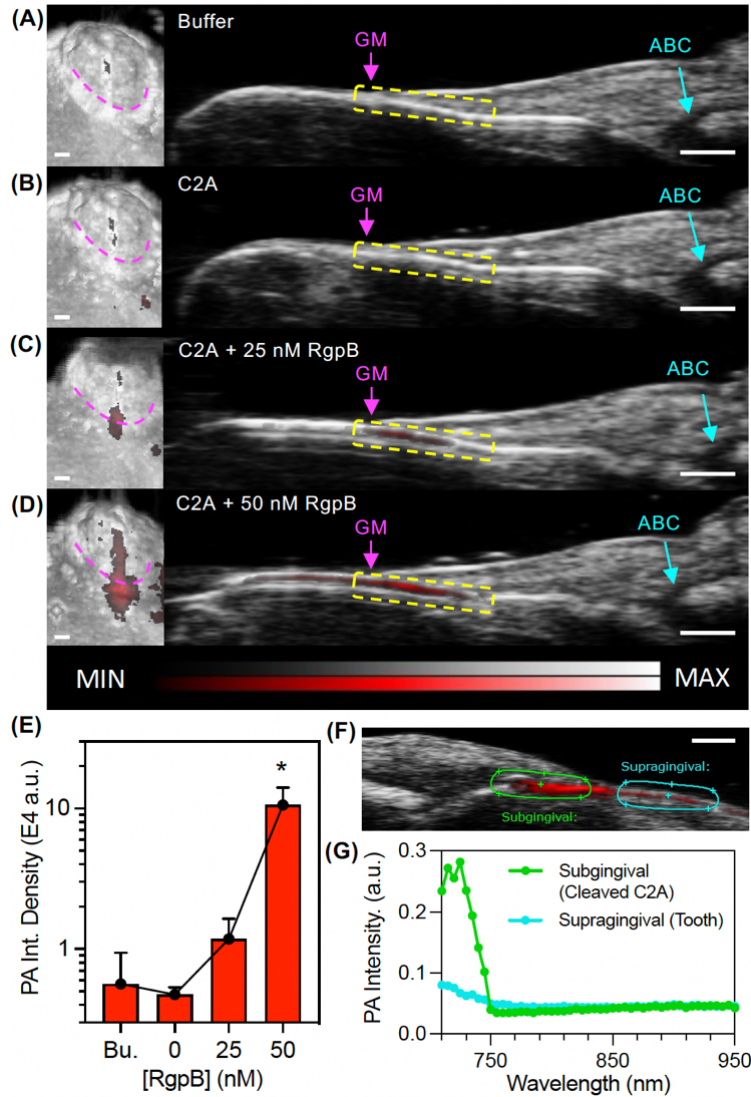 (A)
Buffer
GM
ABC
(B)
C2A
GM
ABC
(C)
C2A + 25 nM RgpB
GM
ABC
(D)
C2A + 50 nM RgpB
GM
ABC
MIN MAX
(E)
PA Int. Density (E4 a.u.)
10
1
*
Bu. 0 25 50
[RgpB] (nM)
(F)
Subgingival:
Supragingival:
(G)
PA Intensity. (a.u.)
0.3
0.2
0.1
0.0
Subgingival
(Cleaved C2A)
Supragingival (Tooth)
750 850 950
Wavelength (nm)